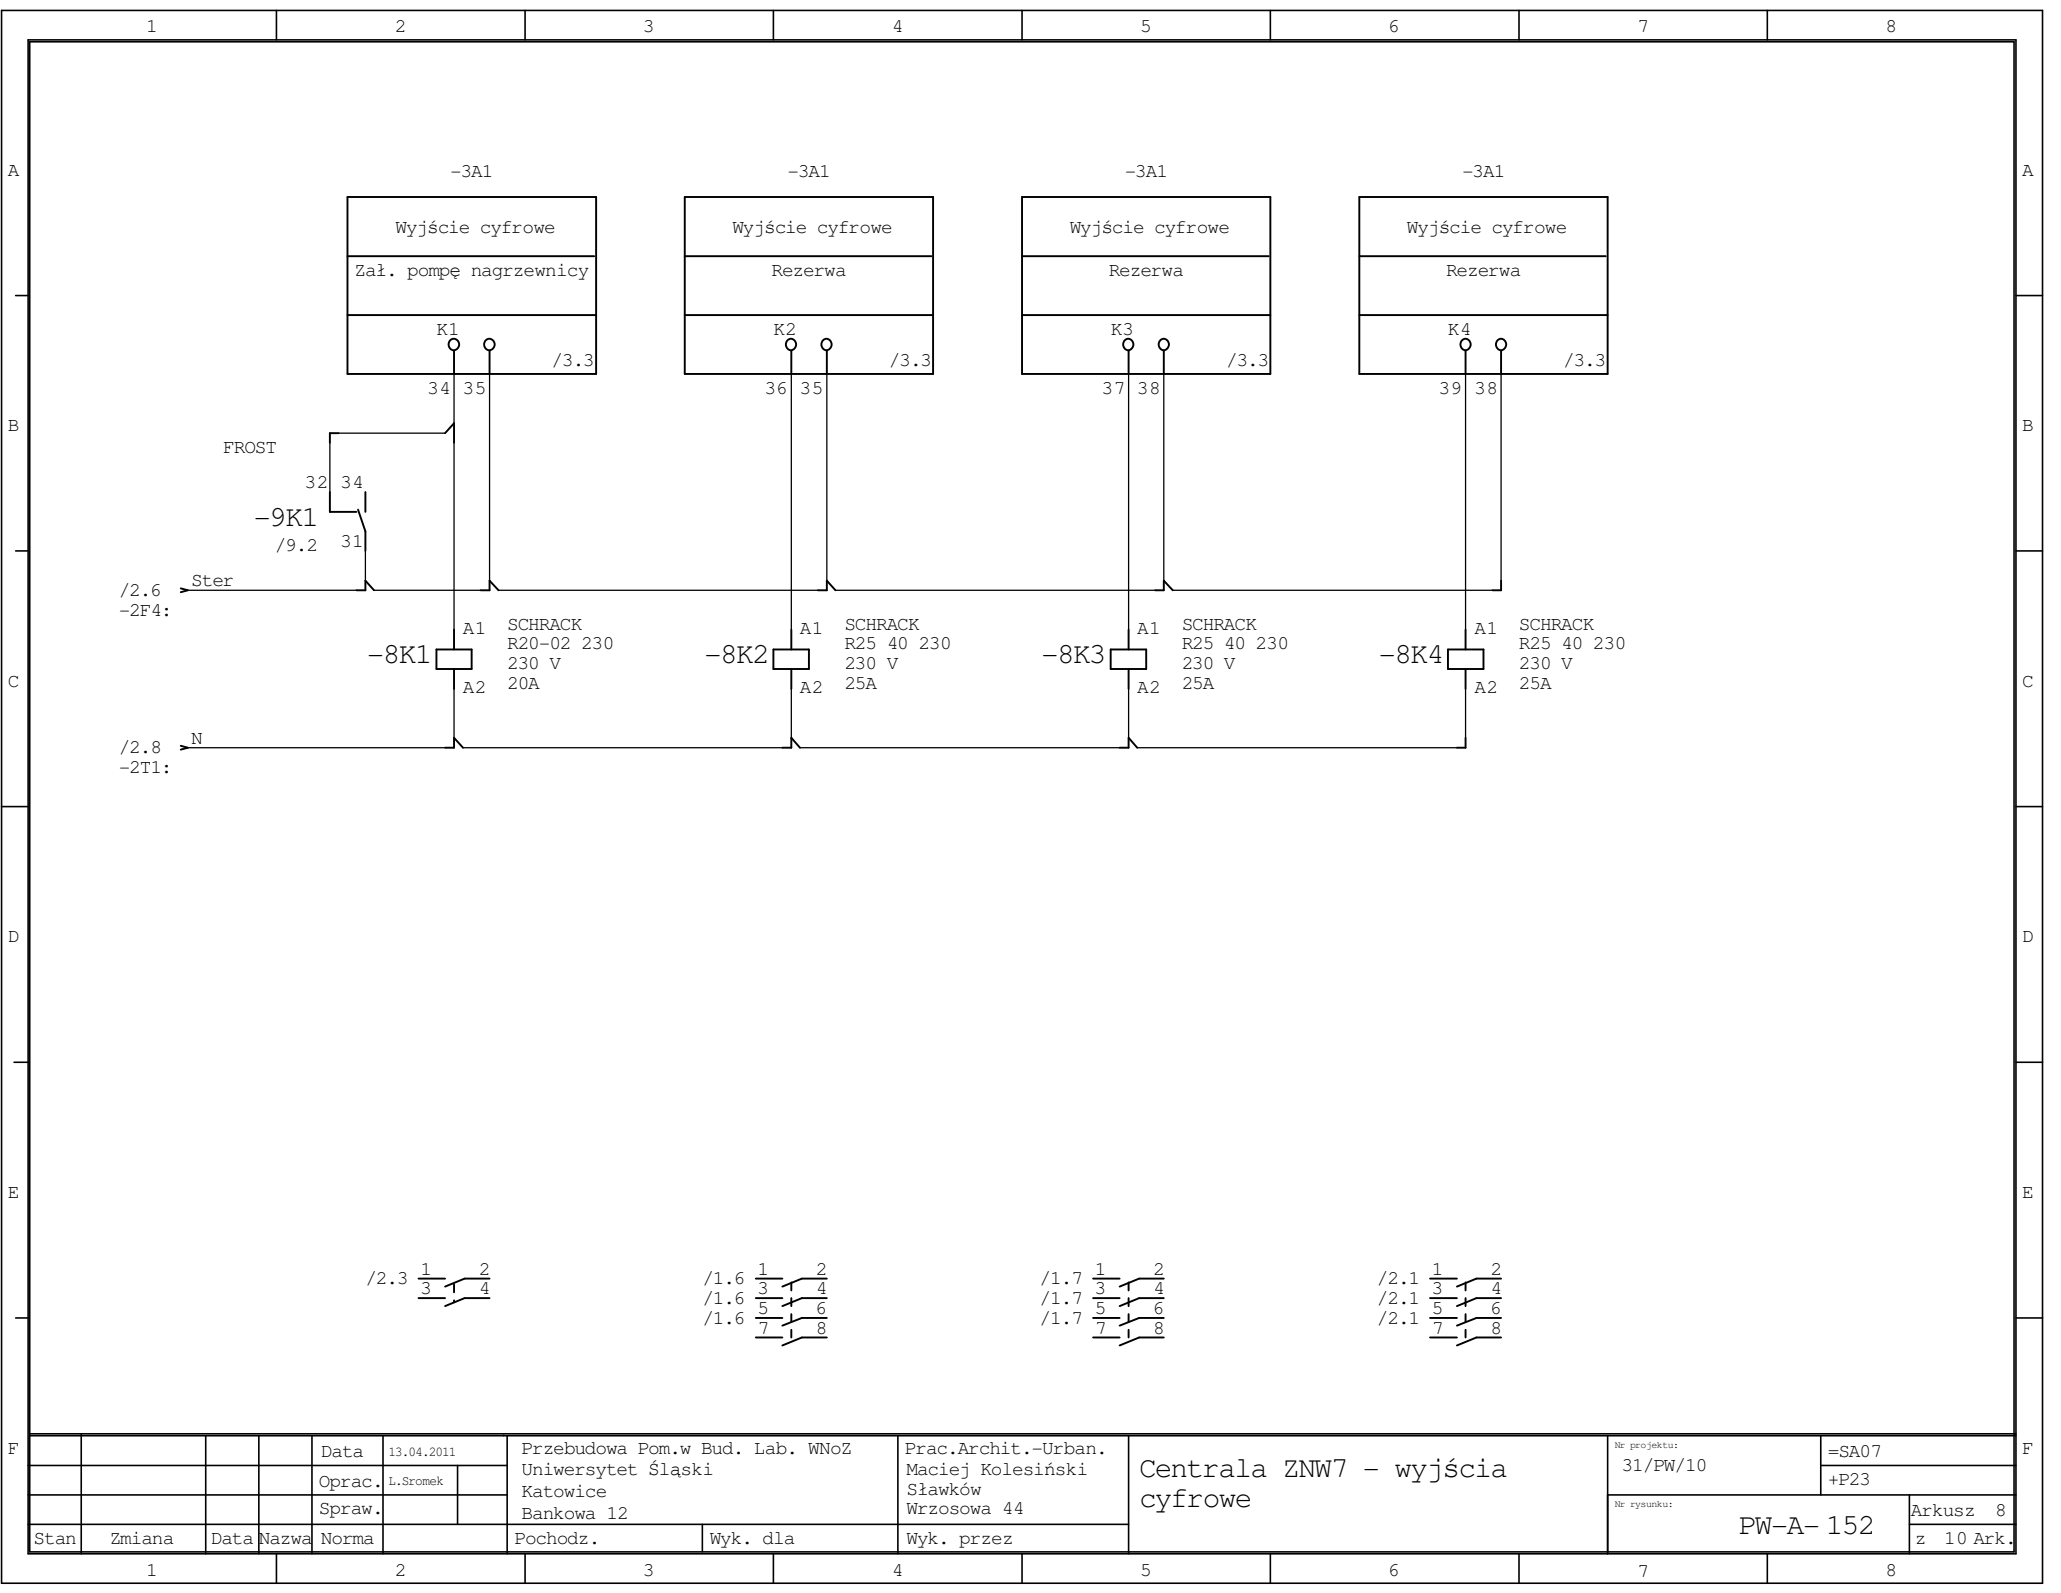 1 2 3 4 5 6 7 8
A A
-3A1 -3A1 -3A1 -3A1
Wyjście cyfrowe Wyjście cyfrowe Wyjście cyfrowe Wyjście cyfrowe
Zał. pompę nagrzewnicy Rezerwa Rezerwa Rezerwa
K1 K2 K3 K4
/3.3 /3.3 /3.3 /3.3
34 35 36 35 37 38 39 38
B B
FROST
32 34
-9K1
/9.2 31
/2.6 Ster
-2F4:
A1 SCHRACK A1 SCHRACK A1 SCHRACK A1 SCHRACK
R20-02 230 R25 40 230 R25 40 230 R25 40 230
-8K1 230 V -8K2 230 V -8K3 230 V -8K4 230 V
A2 20A A2 25A A2 25A A2 25A
C C
/2.8 N
-2T1:
D D
E E
/2.3 1 2 /1.6 1 2 /1.7 1 2 /2.1 1 2
3 4 /1.6 3 4 /1.7 3 4 /2.1 3 4
/1.6 5 6 /1.7 5 6 /2.1 5 6
7 8 7 8 7 8
F F
Data 13.04.2011
Oprac. L.Sromek
Spraw.
Stan Zmiana Data Nazwa Norma
Przebudowa Pom.w Bud. Lab. WNoZ
Uniwersytet Śląski
Katowice
Bankowa 12
Pochodz. Wyk. dla
Prac.Archit.-Urban.
Maciej Kolesiński
Sławków
Wrzosowa 44
Wyk. przez
Centrala ZNW7 - wyjścia
cyfrowe
Nr projektu:
31/PW/10
=SA07
+P23
Nr rysunku:
PW-A- 152
Arkusz 8
z 10 Ark.
1 2 3 4 5 6 7 8